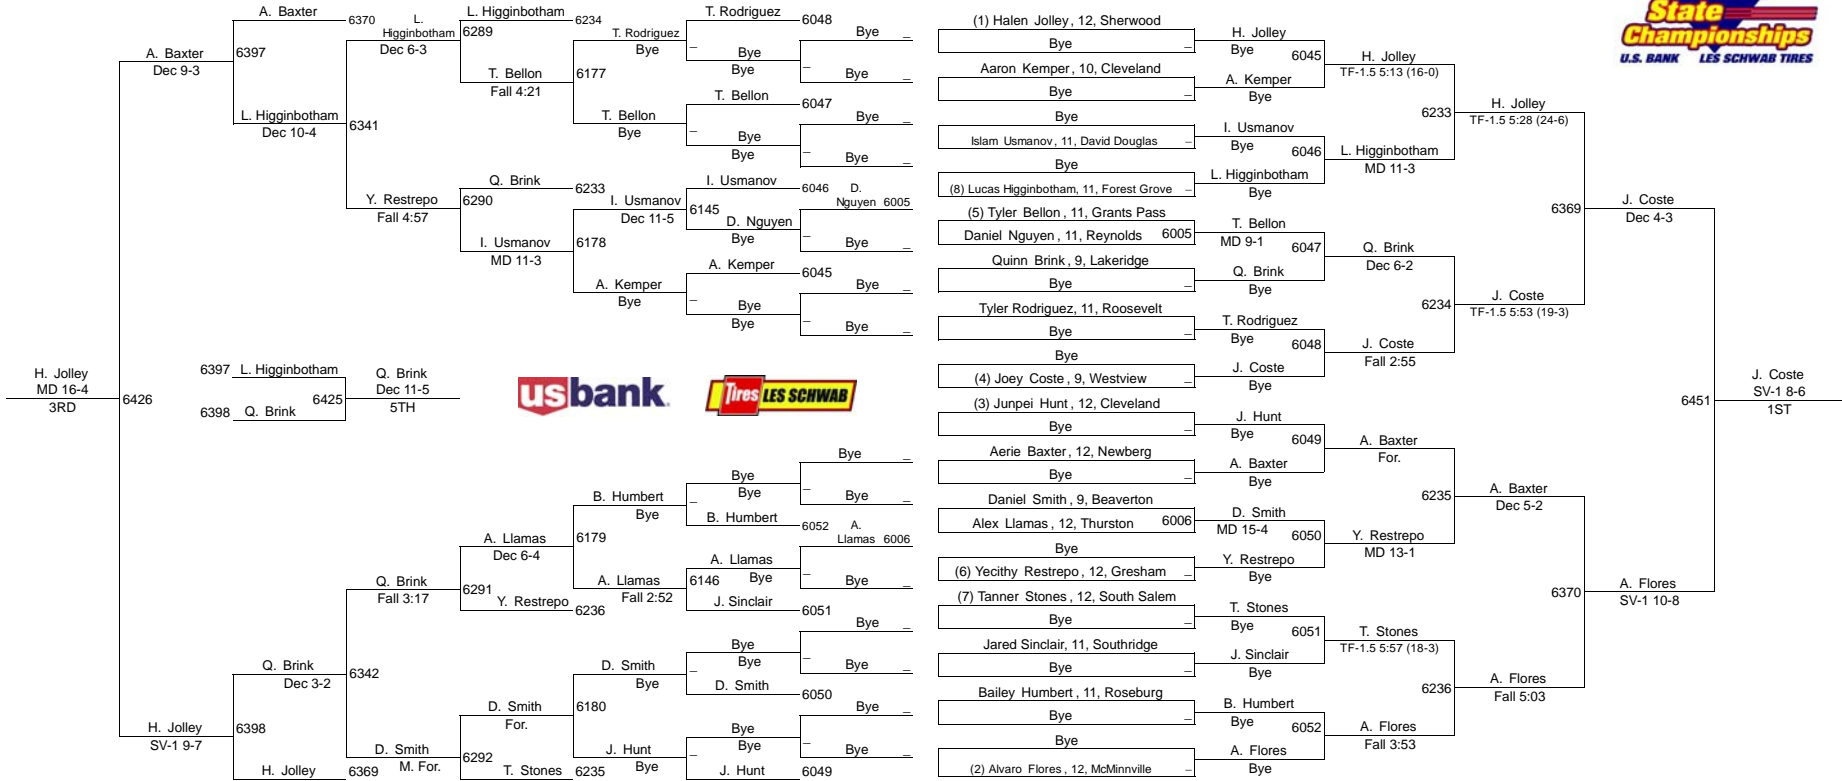 State
Championships
U.S. BANK LES SCHWAB TIRES
A. Baxter
6370
L.
Higginbotham
Dec 6-3
L. Higginbotham
6234
6289
T. Rodriguez
Bye
T. Rodriguez
6048
Bye _
_ Bye
Bye
_ Bye _
A. Baxter
Dec 9-3
6397
T. Bellon
Fall 4:21
6177
T. Bellon
6047
Bye _
L. Higginbotham
Dec 10-4
6341
T. Bellon
Bye
_ Bye
Bye
_ Bye _
Y. Restrepo
Fall 4:57
Q. Brink
6233
6290
I. Usmanov
Dec 11-5
I. Usmanov
6046
D.
Nguyen 6005
6145
D. Nguyen
Bye
_ Bye _
I. Usmanov
MD 11-3
6178
A. Kemper
Bye
A. Kemper
6045
Bye _
_ Bye
Bye
_ Bye _
H. Jolley
MD 16-4
3RD
6426
6397 L. Higginbotham
6425
6398 Q. Brink
Q. Brink
Dec 11-5
5TH
usbank
Tires LES SCHWAB
Bye _
Bye
_ Bye
_ Bye _
B. Humbert
Bye
B. Humbert
6052
A.
Llamas 6006
A. Llamas
Dec 6-4
6179
A. Llamas
Fall 2:52
A. Llamas
6146 Bye
_ Bye _
J. Sinclair
6051
Q. Brink
Fall 3:17
6291
Y. Restrepo
6236
Bye _
Bye
_ Bye
_ Bye _
Q. Brink
Dec 3-2
6342
D. Smith
Bye
D. Smith
6050
D. Smith
For.
6180
Bye _
H. Jolley
SV-1 9-7
6398
D. Smith
M. For.
6292
J. Hunt
Bye
Bye
_ Bye
_ Bye _
H. Jolley
6369
T. Stones
6235
J. Hunt
6049
(1) Halen Jolley, 12, Sherwood
Bye _
H. Jolley
Bye
6045
Aaron Kemper, 10, Cleveland
Bye _
A. Kemper
Bye
H. Jolley
TF-1.5 5:13 (16-0)
Bye
Islam Usmanov, 11, David Douglas _
I. Usmanov
Bye
6046
6233
H. Jolley
TF-1.5 5:28 (24-6)
Bye
(8) Lucas Higginbotham, 11, Forest Grove _
L. Higginbotham
Bye
L. Higginbotham
MD 11-3
(5) Tyler Bellon, 11, Grants Pass
Daniel Nguyen, 11, Reynolds 6005
T. Bellon
MD 9-1
6047
6369
J. Coste
Dec 4-3
Quinn Brink, 9, Lakeridge
Bye _
Q. Brink
Bye
Q. Brink
Dec 6-2
Tyler Rodriguez, 11, Roosevelt
Bye _
T. Rodriguez
Bye
6048
6234
J. Coste
TF-1.5 5:53 (19-3)
Bye
(4) Joey Coste, 9, Westview _
J. Coste
Bye
J. Coste
Fall 2:55
(3) Junpei Hunt, 12, Cleveland
Bye _
J. Hunt
Bye
6049
6451
J. Coste
SV-1 8-6
1ST
Aerie Baxter, 12, Newberg
Bye _
A. Baxter
Bye
A. Baxter
For.
Daniel Smith, 9, Beaverton
Alex Llamas, 12, Thurston 6006
D. Smith
MD 15-4
6050
6235
A. Baxter
Dec 5-2
Bye
(6) Yecithy Restrepo, 12, Gresham _
Y. Restrepo
Bye
Y. Restrepo
MD 13-1
(7) Tanner Stones, 12, South Salem
Bye _
T. Stones
Bye
6051
6370
A. Flores
SV-1 10-8
Jared Sinclair, 11, Southridge
Bye _
J. Sinclair
Bye
T. Stones
TF-1.5 5:57 (18-3)
Bailey Humbert, 11, Roseburg
Bye _
B. Humbert
Bye
6052
6236
A. Flores
Fall 5:03
Bye
(2) Alvaro Flores, 12, McMinnville _
A. Flores
Bye
A. Flores
Fall 3:53